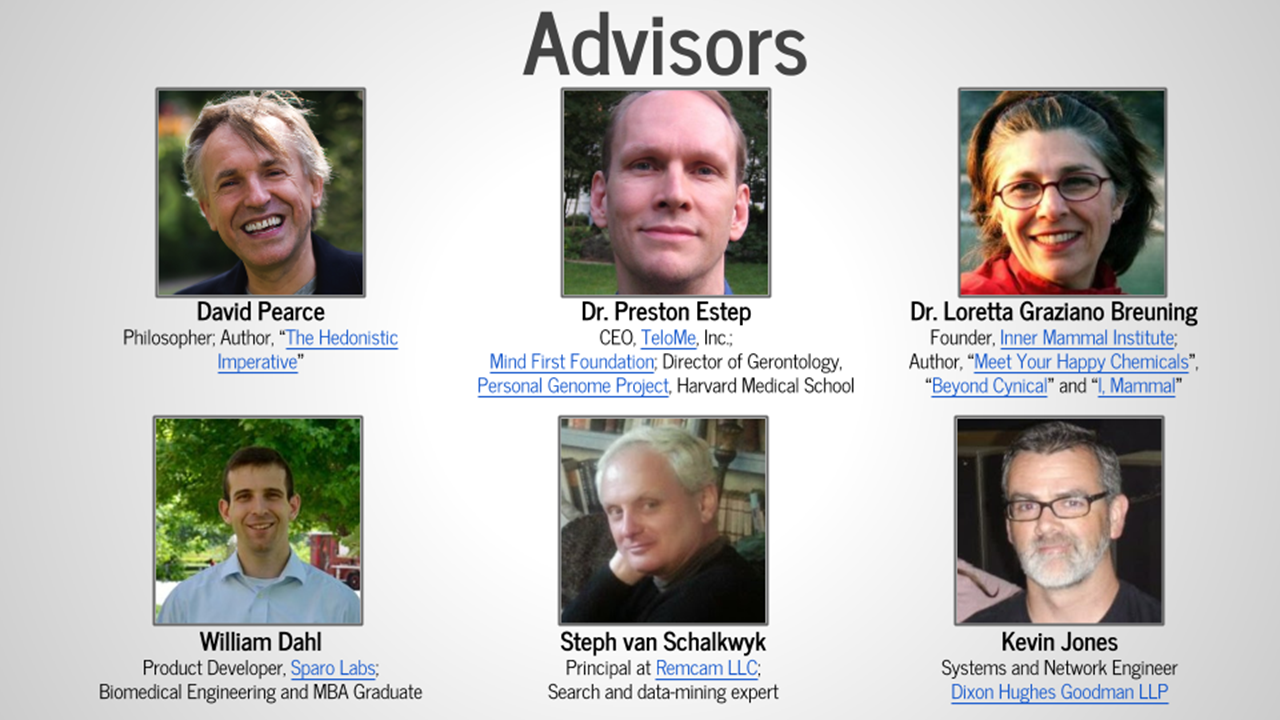 Advisors
David Pearce
Philosopher; Author, “The Hedonistic
Imperative”
Dr. Preston Estep
CEO, TeloMe, Inc.;
Mind First Foundation; Director of Gerontology,
Personal Genome Project, Harvard Medical School
Dr. Loretta Graziano Breuning
Founder, Inner Mammal Institute;
Author, “Meet Your Happy Chemicals”,
“Beyond Cynical” and “I, Mammal”
William Dahl
Product Developer, Sparo Labs;
Biomedical Engineering and MBA Graduate
Steph van Schalkwyk
Principal at Remcam LLC;
Search and data-mining expert
Kevin Jones
Systems and Network Engineer
Dixon Hughes Goodman LLP